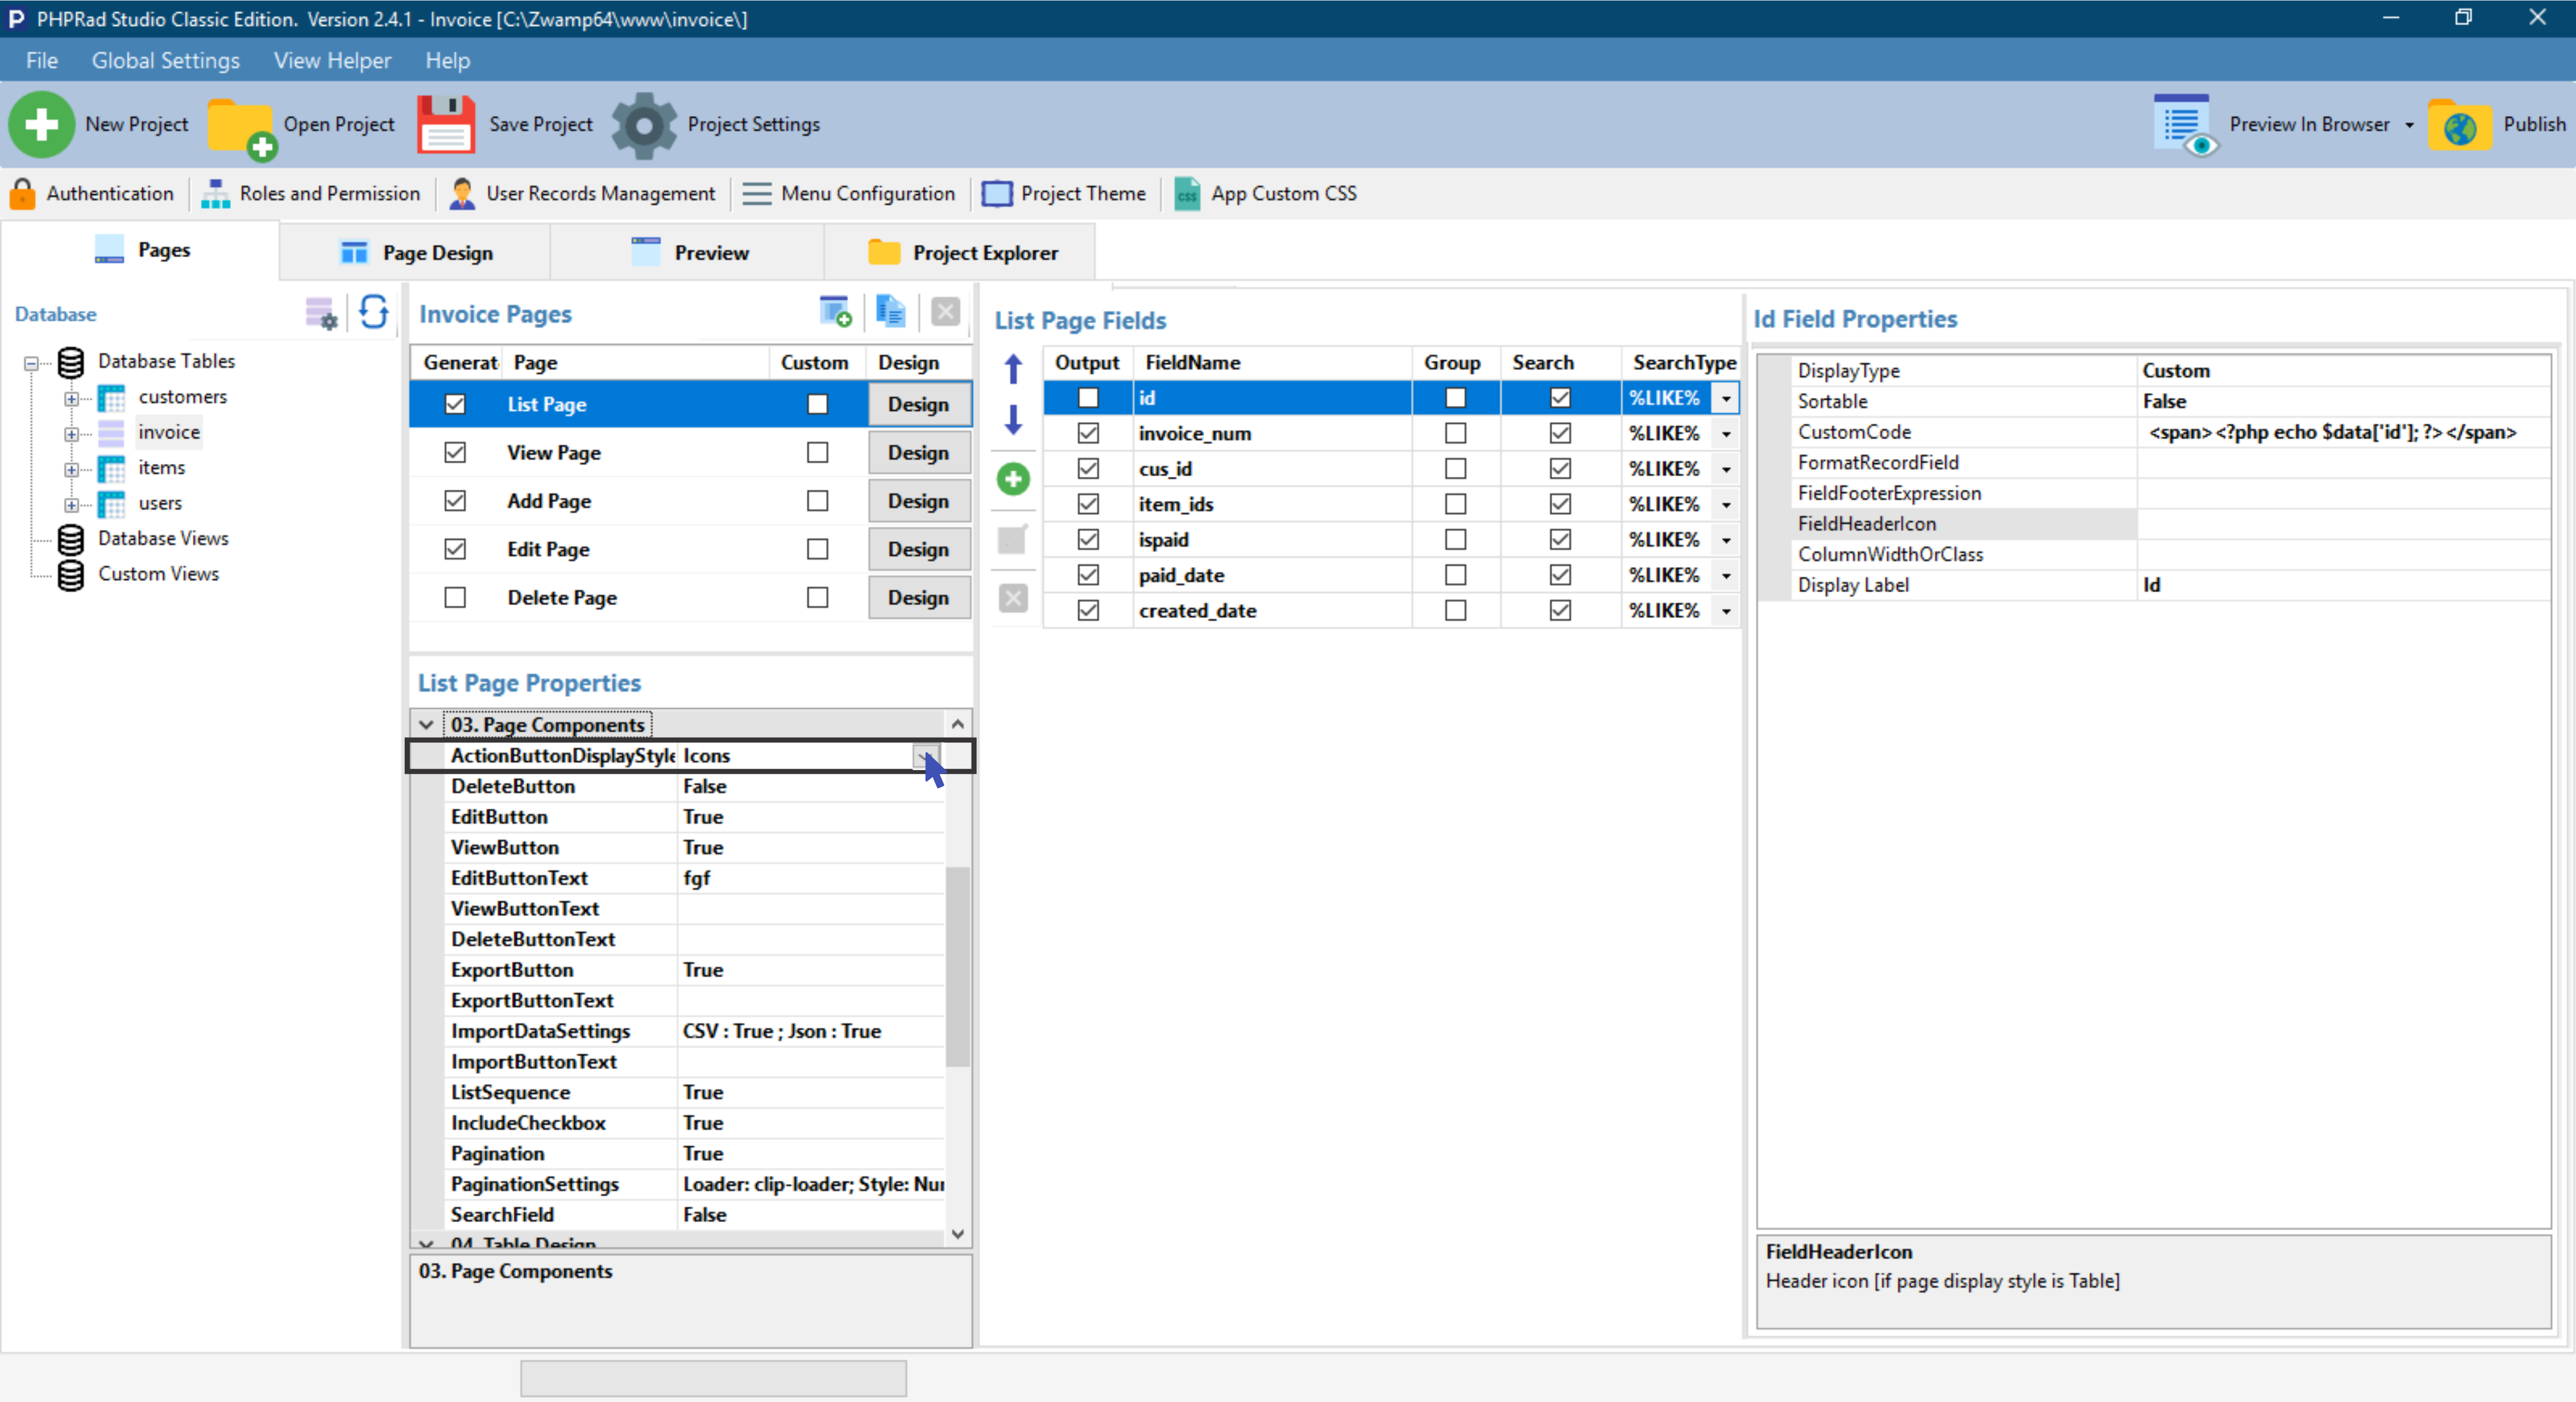 PHPRad Studio Classic Edition. Version 2.4.1 - Invoice [C:\Zwamp64\www\invoice\]
File Global Settings View Helper Help
New Project Open Project Save Project Project Settings Preview In Browser Publish
Authentication Roles and Permission User Records Management Menu Configuration Project Theme css App Custom CSS
Pages Page Design Preview Project Explorer
Database
Database Tables
customers
invoice
items
users
Database Views
Custom Views
Invoice Pages
Generat Page Custom Design
List Page Design
View Page Design
Add Page Design
Edit Page Design
Delete Page Design
List Page Properties
03. Page Components
ActionButtonDisplayStyle Icons
DeleteButton False
EditButton True
ViewButton True
EditButtonText fgf
ViewButtonText
DeleteButtonText
ExportButton True
ExportButtonText
ImportDataSettings CSV : True ; Json : True
ImportButtonText
ListSequence True
IncludeCheckbox True
Pagination True
PaginationSettings Loader: clip-loader; Style: Nur
SearchField False
04. Table Design
03. Page Components
List Page Fields
Output FieldName Group Search SearchType
id %LIKE%
invoice_num %LIKE%
cus_id %LIKE%
item_ids %LIKE%
ispaid %LIKE%
paid_date %LIKE%
created_date %LIKE%
Id Field Properties
DisplayType Custom
Sortable False
CustomCode <span><?php echo $data['id']; ?></span>
FormatRecordField
FieldFooterExpression
FieldHeaderIcon
ColumnWidthOrClass
Display Label Id
FieldHeaderIcon
Header icon [if page display style is Table]